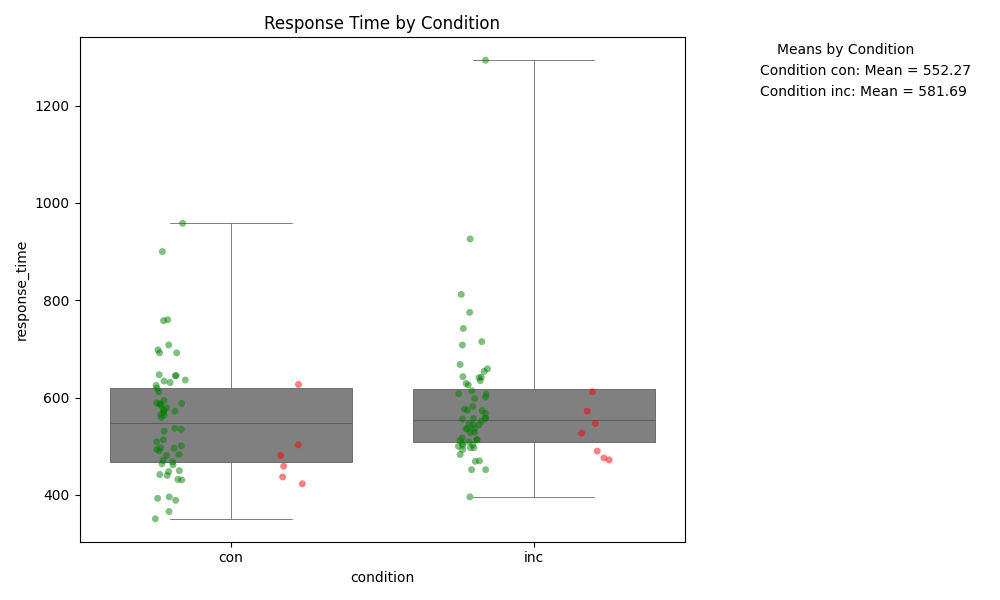 Response Time by Condition
Means by Condition
Condition con: Mean = 552.27
Condition inc: Mean = 581.69
response_time
1200
1000
800
600
400
con
inc
condition